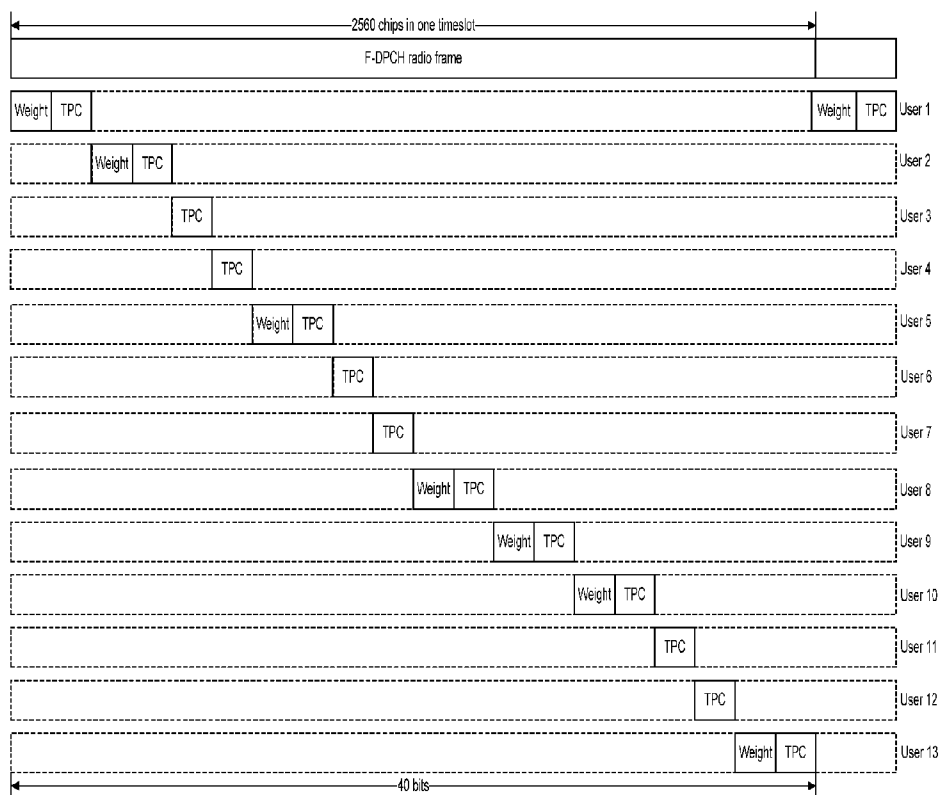 2560 chips in one timeslot
F-DPCH radio frame
Weight TPC Weight TPC User 1
Weight TPC User 2
TPC User 3
TPC User 4
Weight TPC User 5
TPC User 6
TPC User 7
Weight TPC User 8
Weight TPC User 9
Weight TPC User 10
TPC User 11
TPC User 12
Weight TPC User 13
40 bits